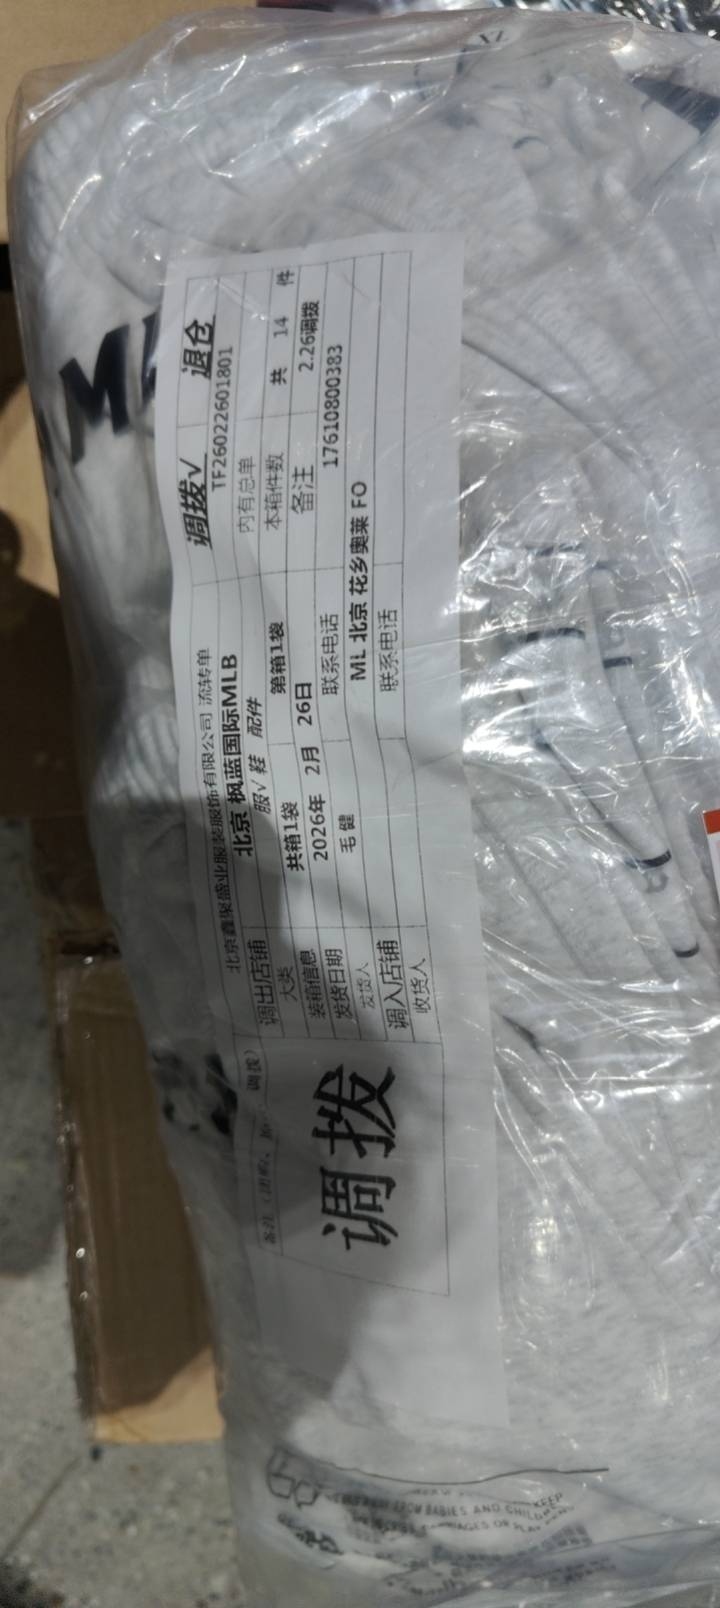 北京鑫聚盛业服装服饰有限公司 流转单 调拨√ 退仓
调出店铺 北京 枫蓝国际MLB TF26022601801
大类 服√ 鞋 配件 内有总单
装箱信息 共箱1袋 第箱1袋 本箱件数 共 14 件
发货日期 2026年 2月 26日 备注 2.26调拨
发货人 毛健 联系电话 17610800383
调入店铺 ML 北京 花乡奥莱 FO
收货人 联系电话
调拨)
调拨
BABIES AND CHILDREN
KEEP